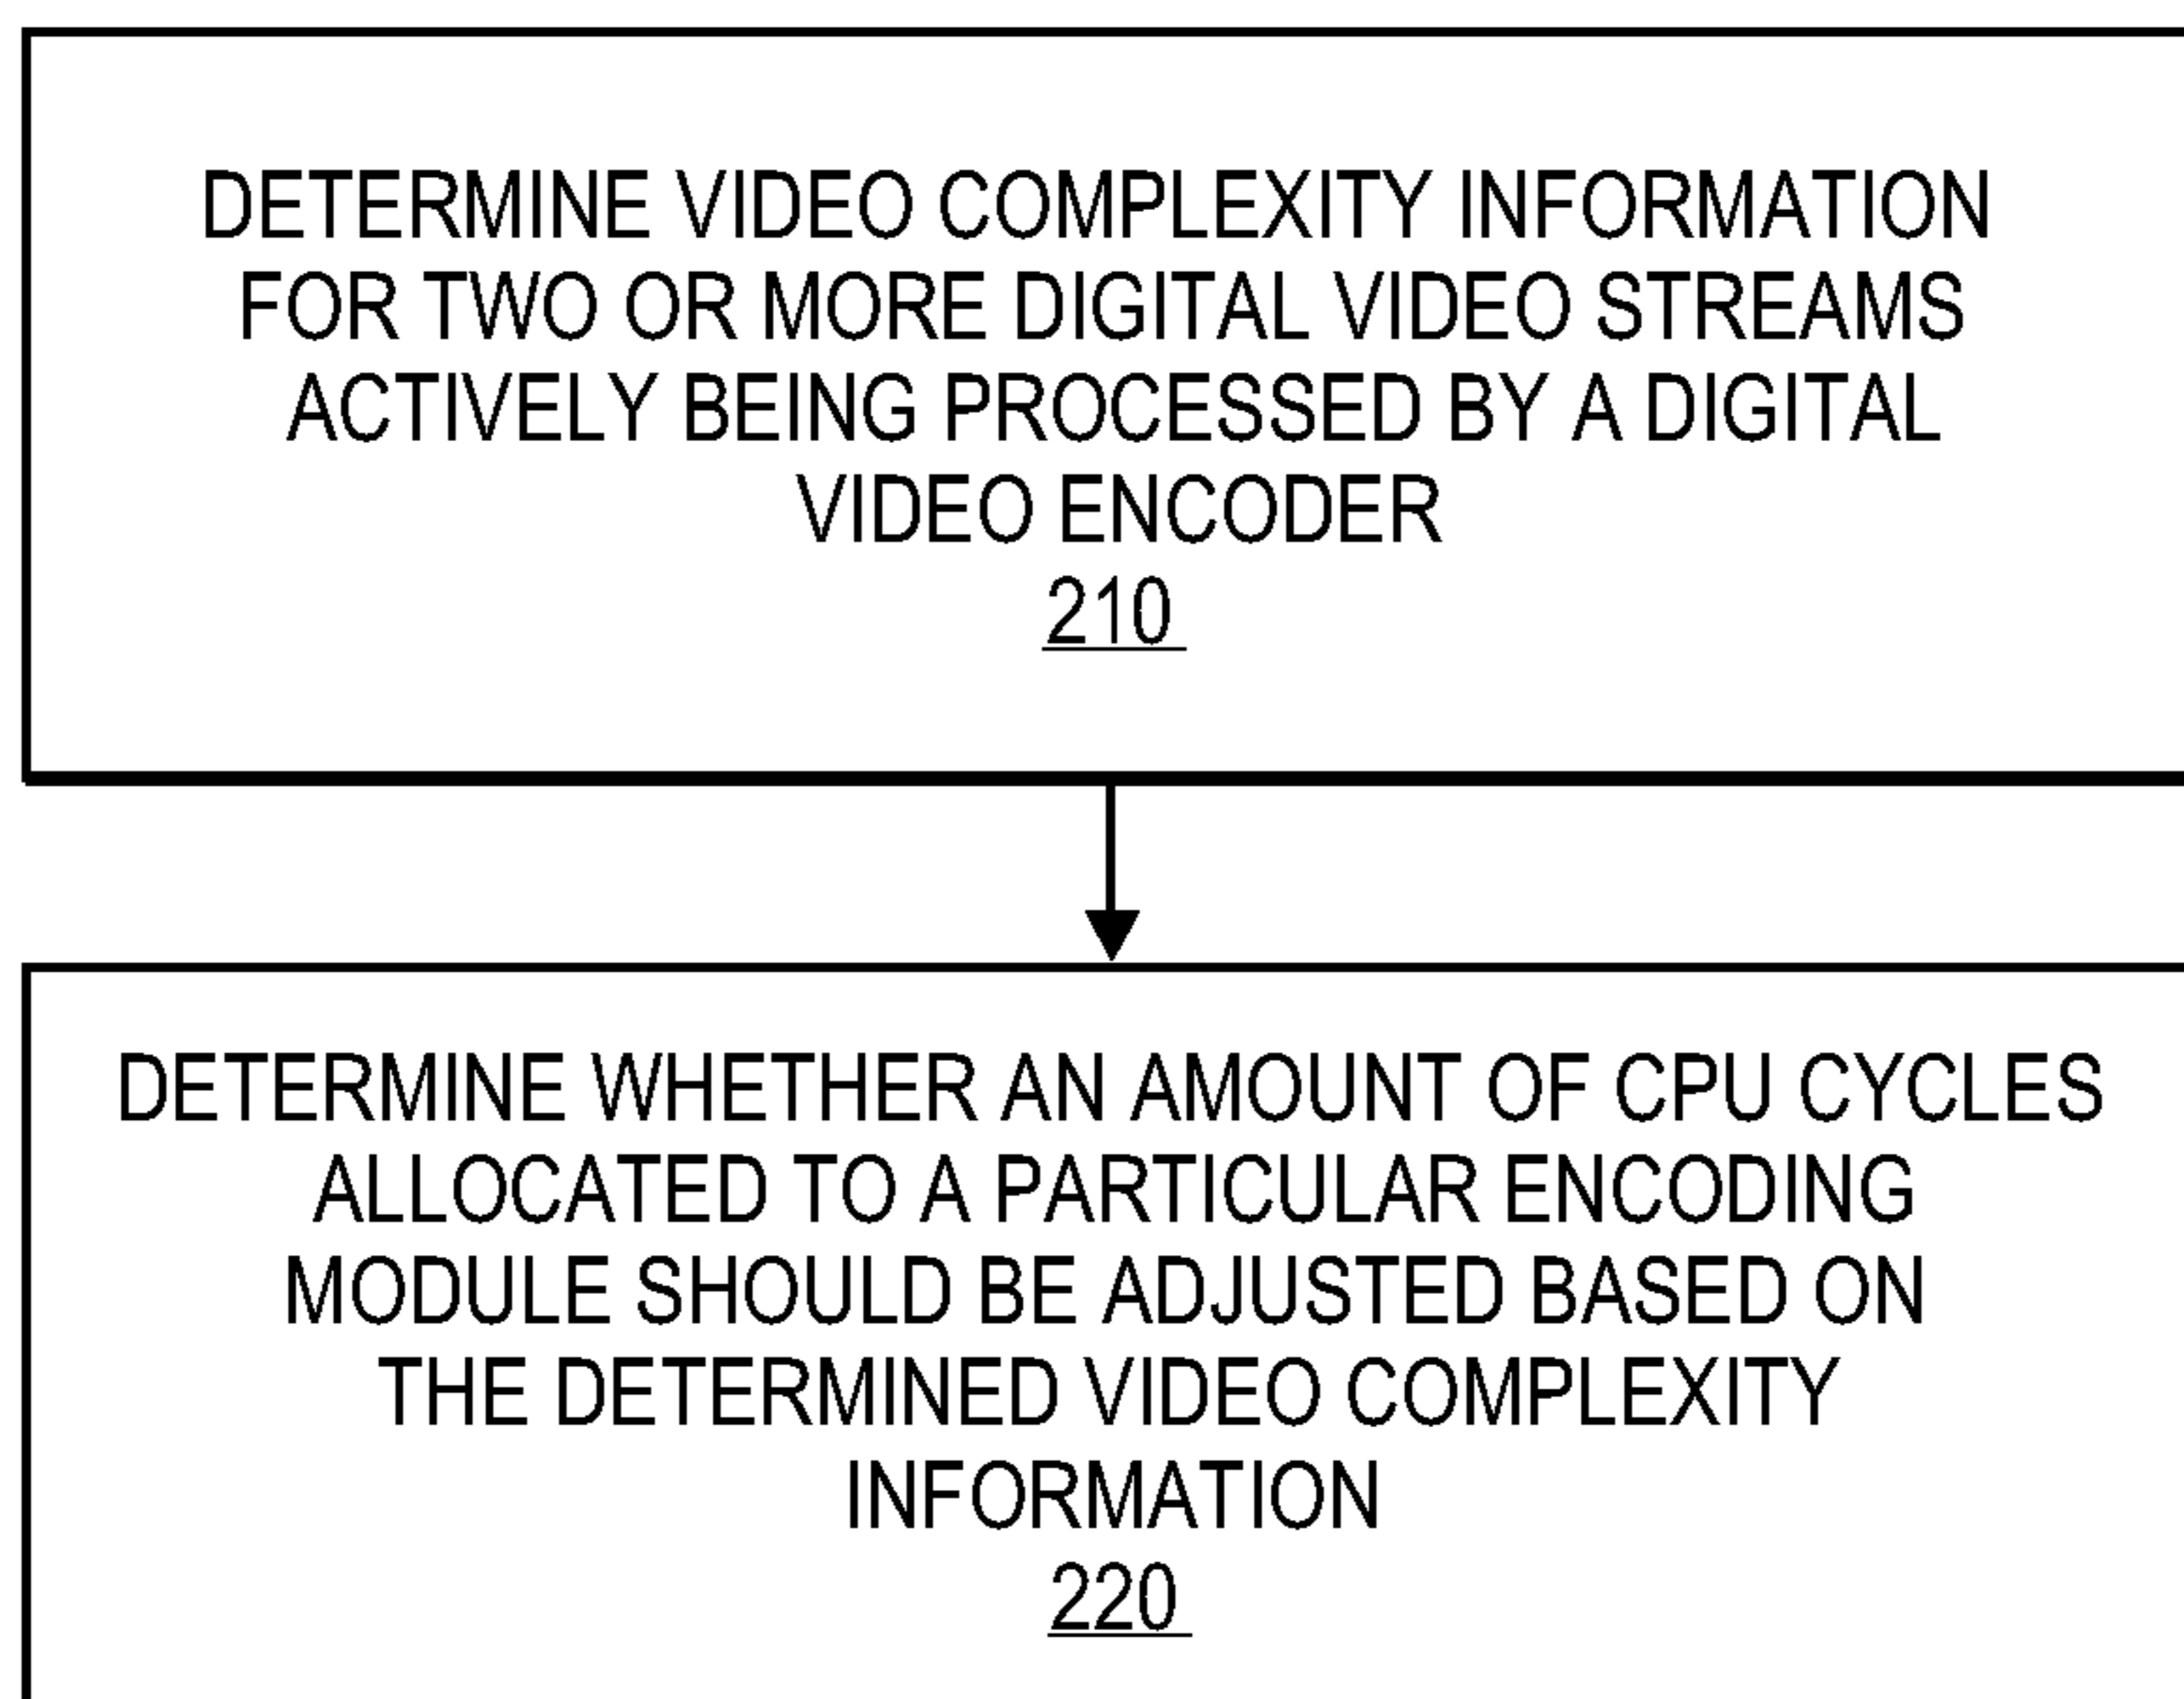 DETERMINE VIDEO COMPLEXITY INFORMATION
FOR TWO OR MORE DIGITAL VIDEO STREAMS
ACTIVELY BEING PROCESSED BY A DIGITAL
VIDEO ENCODER
210
DETERMINE WHETHER AN AMOUNT OF CPU CYCLES
ALLOCATED TO A PARTICULAR ENCODING
MODULE SHOULD BE ADJUSTED BASED ON
THE DETERMINED VIDEO COMPLEXITY
INFORMATION
220